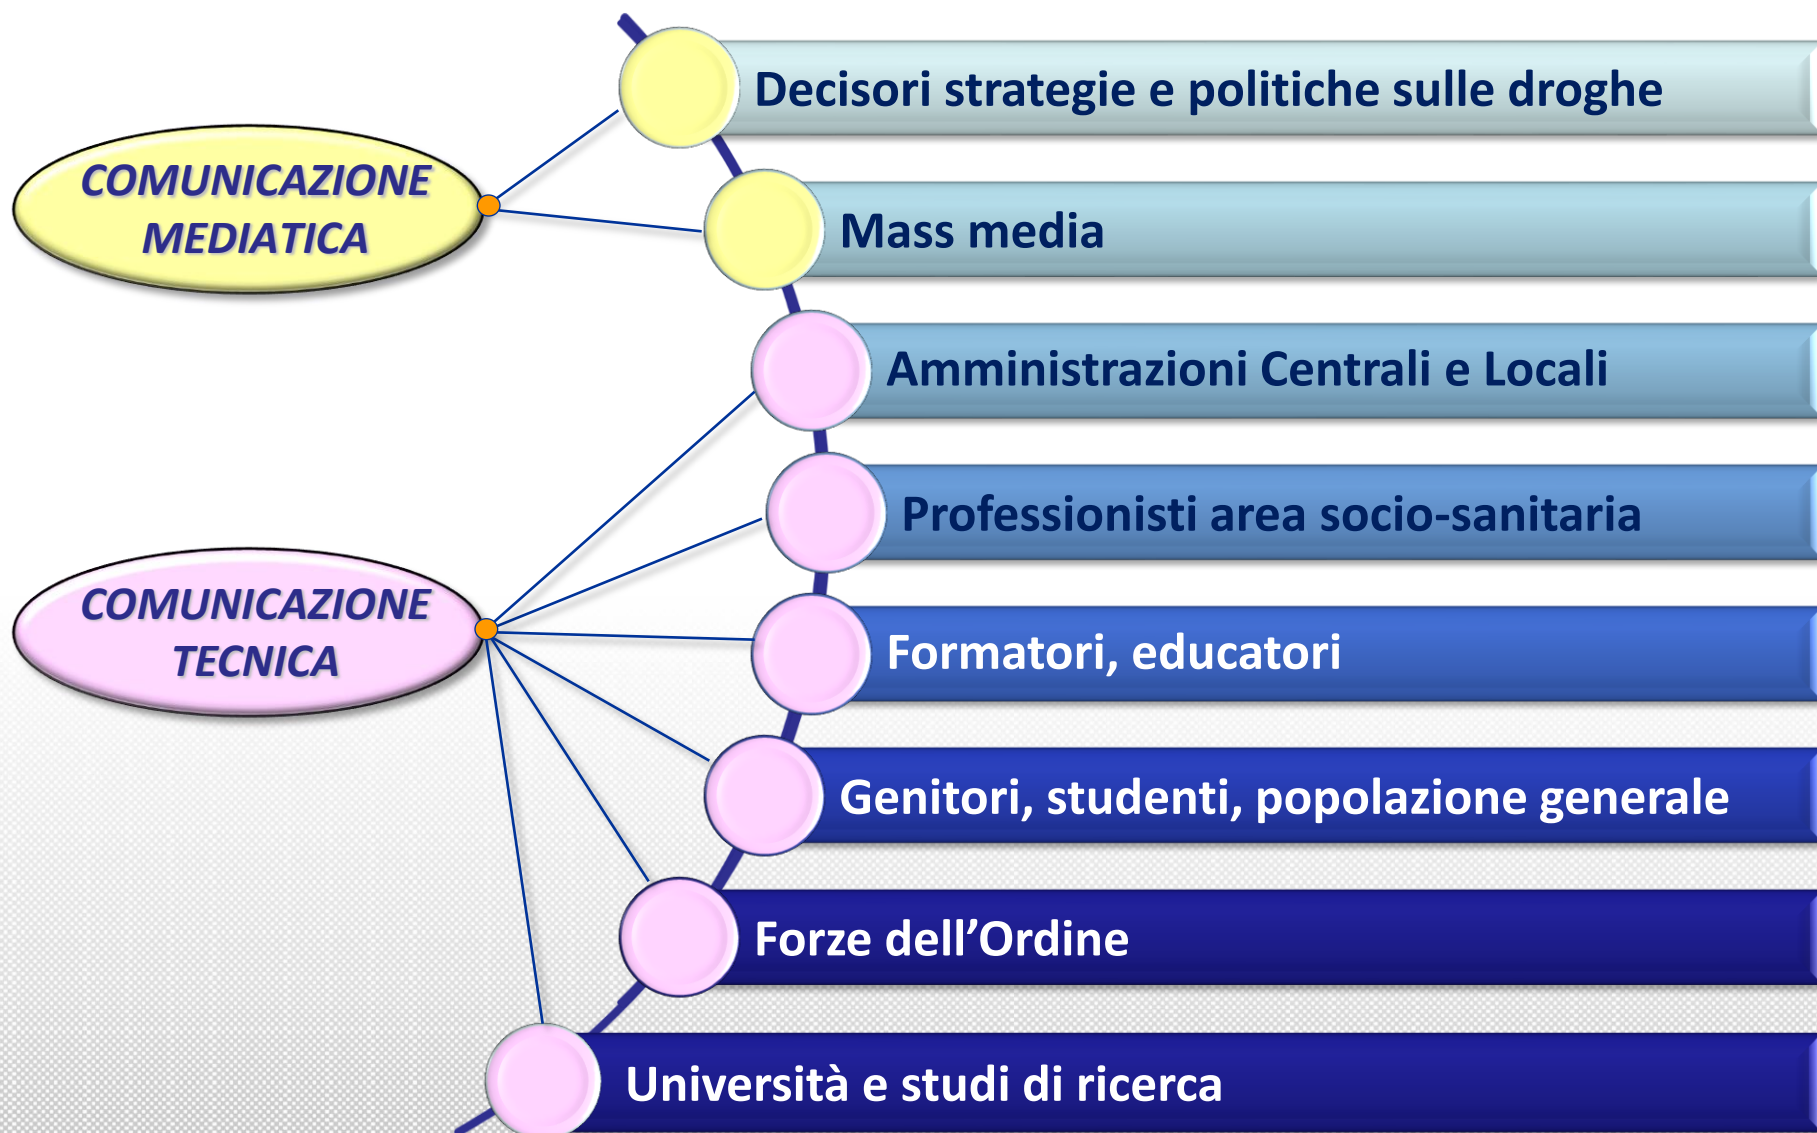 Decisori strategie e politiche sulle droghe
COMUNICAZIONE
MEDIATICA
Mass media
Amministrazioni Centrali e Locali
Professionisti area socio-sanitaria
COMUNICAZIONE
TECNICA
Formatori, educatori
Genitori, studenti, popolazione generale
Forze dell’Ordine
Università e studi di ricerca